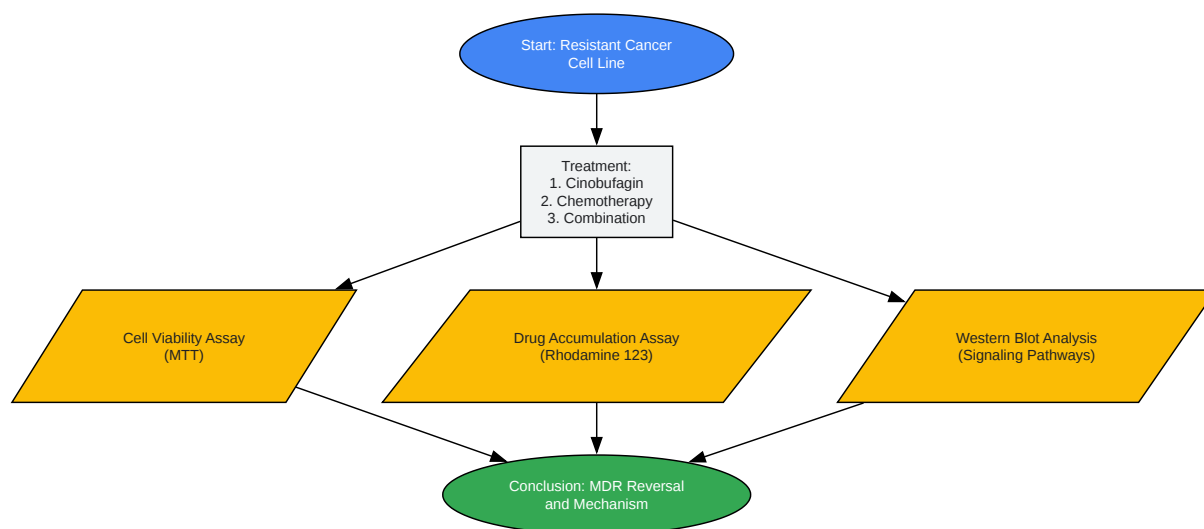 Start: Resistant Cancer
Cell Line
Treatment:
1. Cinobufagin
2. Chemotherapy
3. Combination
Cell Viability Assay
(MTT)
Drug Accumulation Assay
(Rhodamine 123)
Western Blot Analysis
(Signaling Pathways)
Conclusion: MDR Reversal
and Mechanism